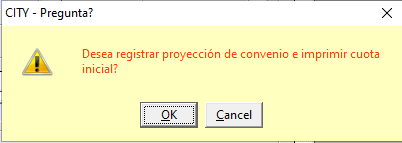 CITY - Pregunta?
Desea registrar proyección de convenio e imprimir cuota
inicial?
OK
Cancel